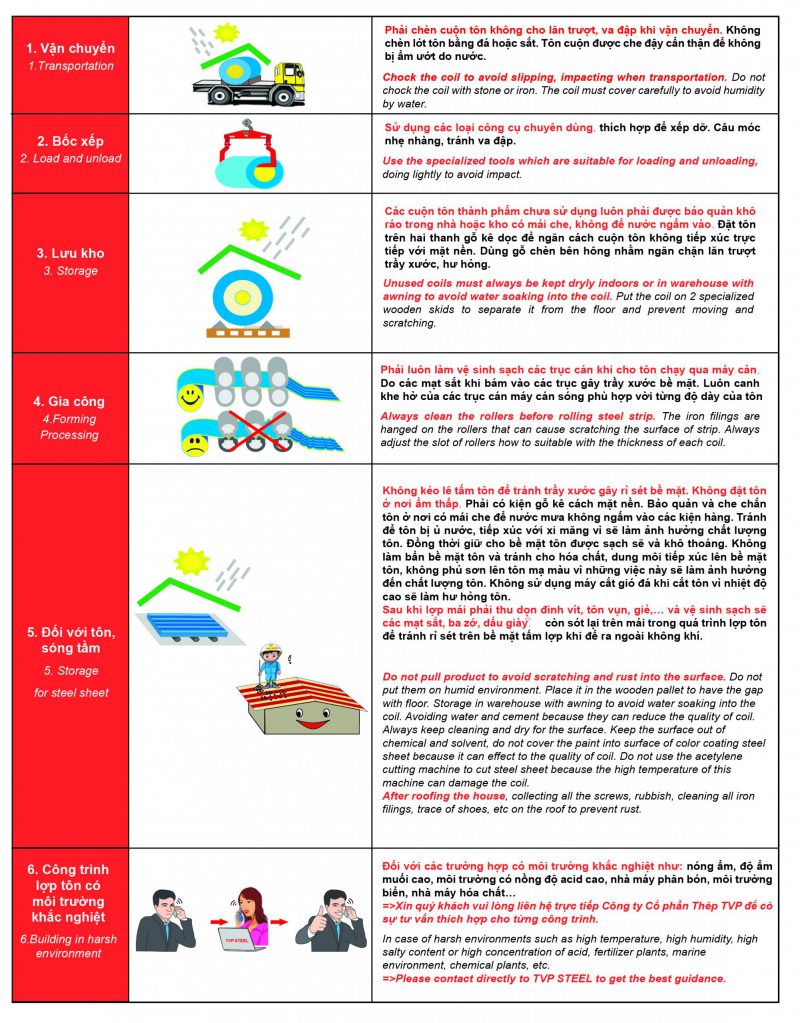 1. Vận chuyển
1.Transportation
Phải chèn cuộn tôn không cho lăn trượt, va đập khi vận chuyển. Không
chèn lót tôn bằng đá hoặc sắt. Tôn cuộn được che đậy cẩn thận để không
bị ẩm ướt do nước.
Chock the coil to avoid slipping, impacting when transportation. Do not
chock the coil with stone or iron. The coil must cover carefully to avoid humidity
by water.
2. Bốc xếp
2. Load and unload
Sử dụng các loại công cụ chuyên dùng, thích hợp để xếp dỡ. Câu móc
nhẹ nhàng, tránh va đập.
Use the specialized tools which are suitable for loading and unloading,
doing lightly to avoid impact.
3. Lưu kho
3. Storage
Các cuộn tôn thành phẩm chưa sử dụng luôn phải được bảo quản khô
ráo trong nhà hoặc kho có mái che, không để nước ngấm vào. Đặt tôn
trên hai thanh gỗ kê dọc để ngăn cách cuộn tôn không tiếp xúc trực
tiếp với mặt nền. Dùng gỗ chèn bên hông nhằm ngăn chặn lăn trượt
trầy xước, hư hỏng.
Unused coils must always be kept dryly indoors or in warehouse with
awning to avoid water soaking into the coil. Put the coil on 2 specialized
wooden skids to separate it from the floor and prevent moving and
scratching.
4. Gia công
4.Forming
Processing
Phải luôn làm vệ sinh sạch các trục cán khi cho tôn chạy qua máy cán.
Do các mạt sắt khi bám vào các trục gây trầy xước bề mặt. Luôn canh
khe hở của các trục cán máy cán sóng phù hợp vời từng độ dày của tôn
Always clean the rollers before rolling steel strip. The iron filings are
hanged on the rollers that can cause scratching the surface of strip. Always
adjust the slot of rollers how to suitable with the thickness of each coil.
5. Đối với tôn,
sóng tấm
5. Storage
for steel sheet
Không kéo lê tấm tôn để tránh trầy xước gây rỉ sét bề mặt. Không đặt tôn
ở nơi ẩm thấp. Phải có kiện gỗ kê cách mặt nền. Bảo quản và che chắn
tôn ở nơi có mái che để nước mưa không ngấm vào các kiện hàng. Tránh
để tôn bị ủ nước, tiếp xúc với xi măng vì sẽ làm ảnh hưởng chất lượng
tôn. Đồng thời giữ cho bề mặt tôn được sạch sẽ và khô thoáng. Không
làm bẩn bề mặt tôn và tránh cho hóa chất, dung môi tiếp xúc lên bề mặt
tôn, không phủ sơn lên tôn mạ màu vì những việc này sẽ làm ảnh hưởng
đến chất lượng tôn. Không sử dụng máy cắt gió đá khi cắt tôn vì nhiệt độ
cao sẽ làm hư hỏng tôn.
Sau khi lợp mái phải thu dọn đinh vít, tôn vụn, giẻ,… và vệ sinh sạch sẽ
các mạt sắt, ba zớ, dấu giày còn sót lại trên mái trong quá trình lợp tôn
để tránh rỉ sét trên bề mặt tấm lợp khi để ra ngoài không khí.
Do not pull product to avoid scratching and rust into the surface. Do not
put them on humid environment. Place it in the wooden pallet to have the gap
with floor. Storage in warehouse with awning to avoid water soaking into the
coil. Avoiding water and cement because they can reduce the quality of coil.
Always keep cleaning and dry for the surface. Keep the surface out of
chemical and solvent, do not cover the paint into surface of color coating steel
sheet because it can effect to the quality of coil. Do not use the acetylene
cutting machine to cut steel sheet because the high temperature of this
machine can damage the coil.
After roofing the house, collecting all the screws, rubbish, cleaning all iron
filings, trace of shoes, etc on the roof to prevent rust.
6. Công trình
lợp tôn có
môi trường
khắc nghiệt
6.Building in harsh
environment
TVP STEEL
Đối với các trường hợp có môi trường khắc nghiệt như: nóng ẩm, độ ẩm
muối cao, môi trường có nồng độ acid cao, nhà máy phân bón, môi trường
biển, nhà máy hóa chất…
=>Xin quý khách vui lòng liên hệ trực tiếp Công ty Cổ phần Thép TVP để có
sự tư vấn thích hợp cho từng công trình.
In case of harsh environments such as high temperature, high humidity, high
salty content or high concentration of acid, fertilizer plants, marine
environment, chemical plants, etc.
=>Please contact directly to TVP STEEL to get the best guidance.